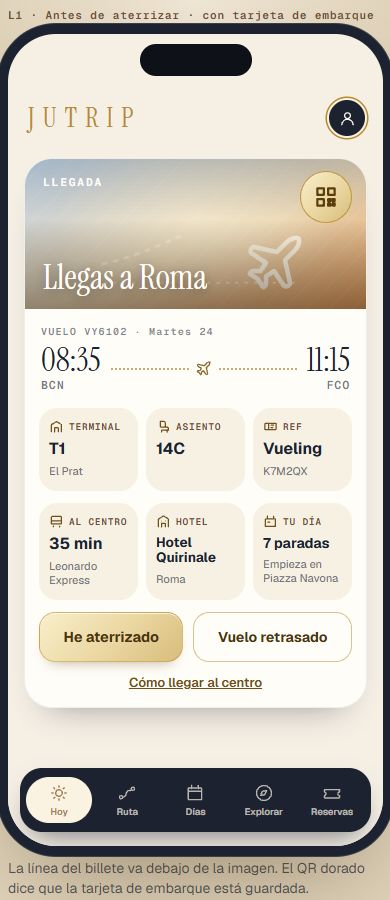 L1 · Antes de aterrizar · con tarjeta de embarque
JUTRIP
LLEGADA
Llegas a Roma
VUELO VY6102 · Martes 24
08:35 11:15
BCN FCO
TERMINAL ASIENTO REF
T1 14C Vueling
El Prat K7M2QX
AL CENTRO HOTEL TU DÍA
35 min Hotel Quirinale 7 paradas
Leonardo Express Roma Empieza en Piazza Navona
He aterrizado Vuelo retrasado
Cómo llegar al centro
Hoy Ruta Días Explorar Reservas
La línea del billete va debajo de la imagen. El QR dorado
dice que la tarjeta de embarque está guardada.